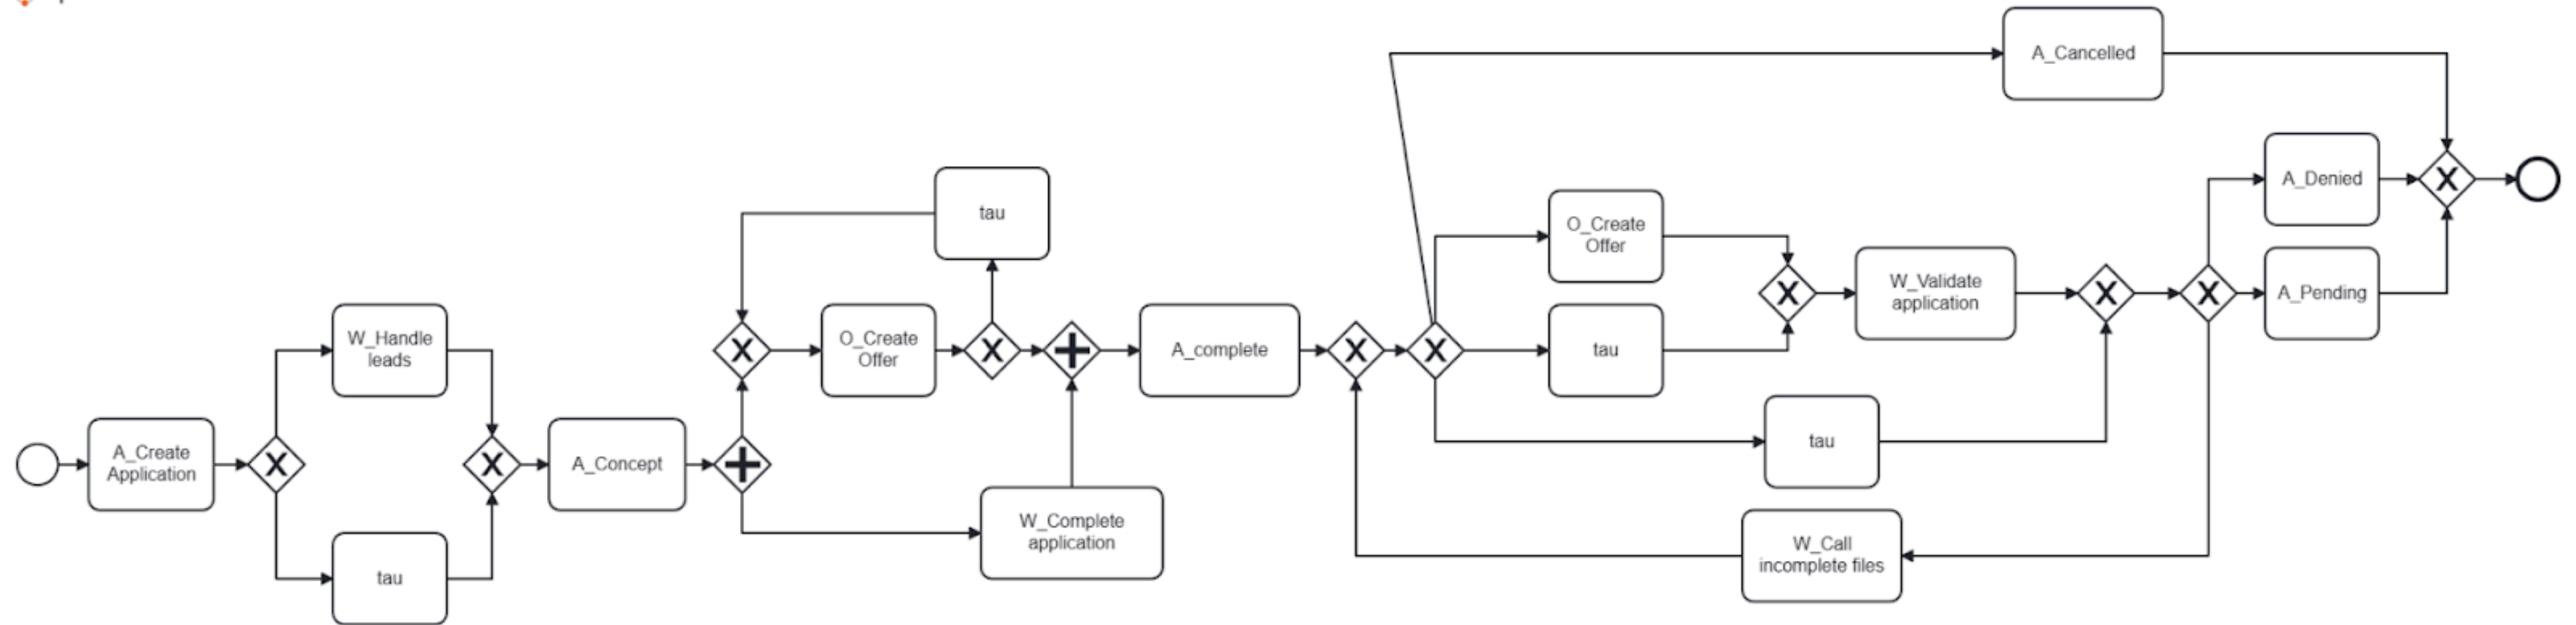 A_Cancelled
A_Denied
tau
O_Create
Offer
W_Validate
application
A_Pending
W_Handle
leads
O_Create
Offer
A_complete
tau
A_Create
Application
A_Concept
tau
W_Complete
application
W_Call
incomplete files
tau